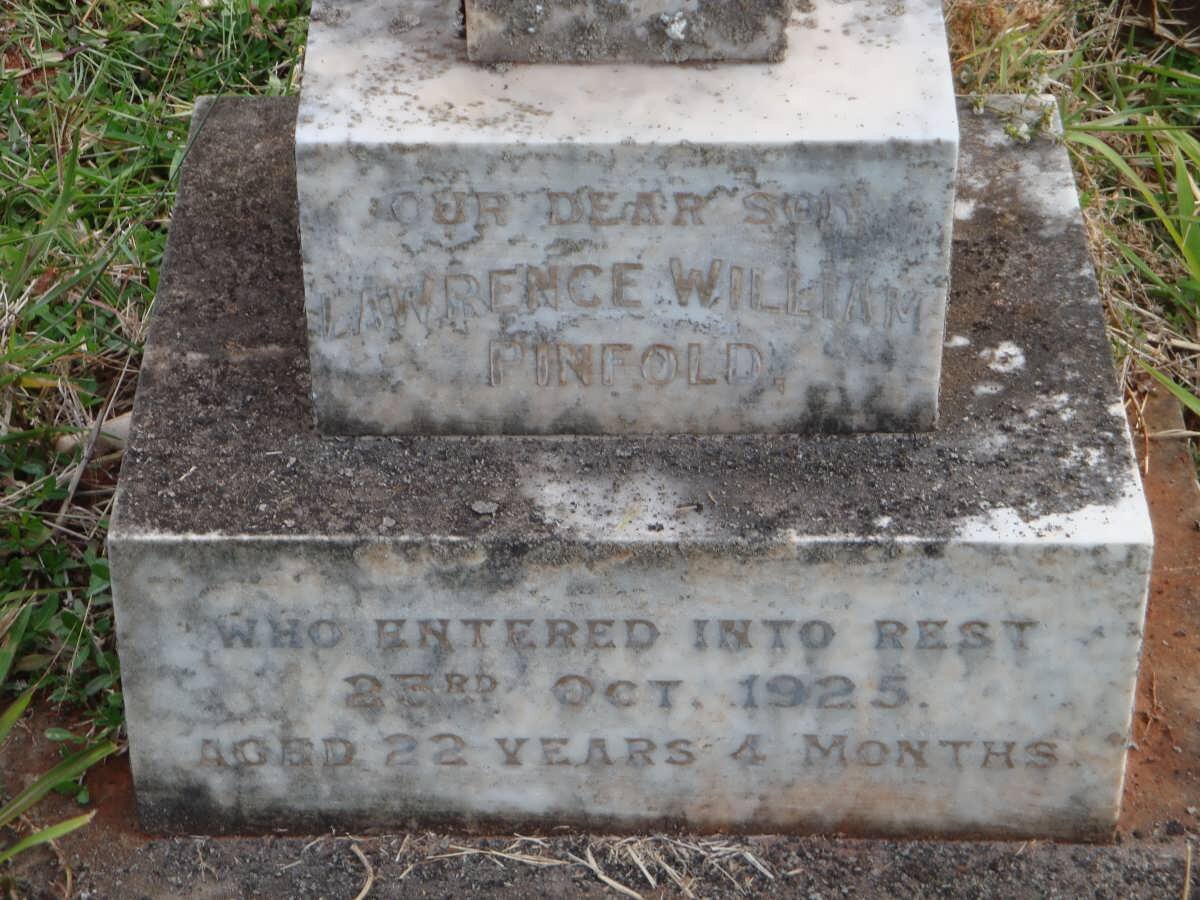 OUR DEAR SON
LAWRENCE WILLIAM
PINFOLD,
WHO ENTERED INTO REST
23RD OCT. 1925.
AGED 22 YEARS 4 MONTHS.